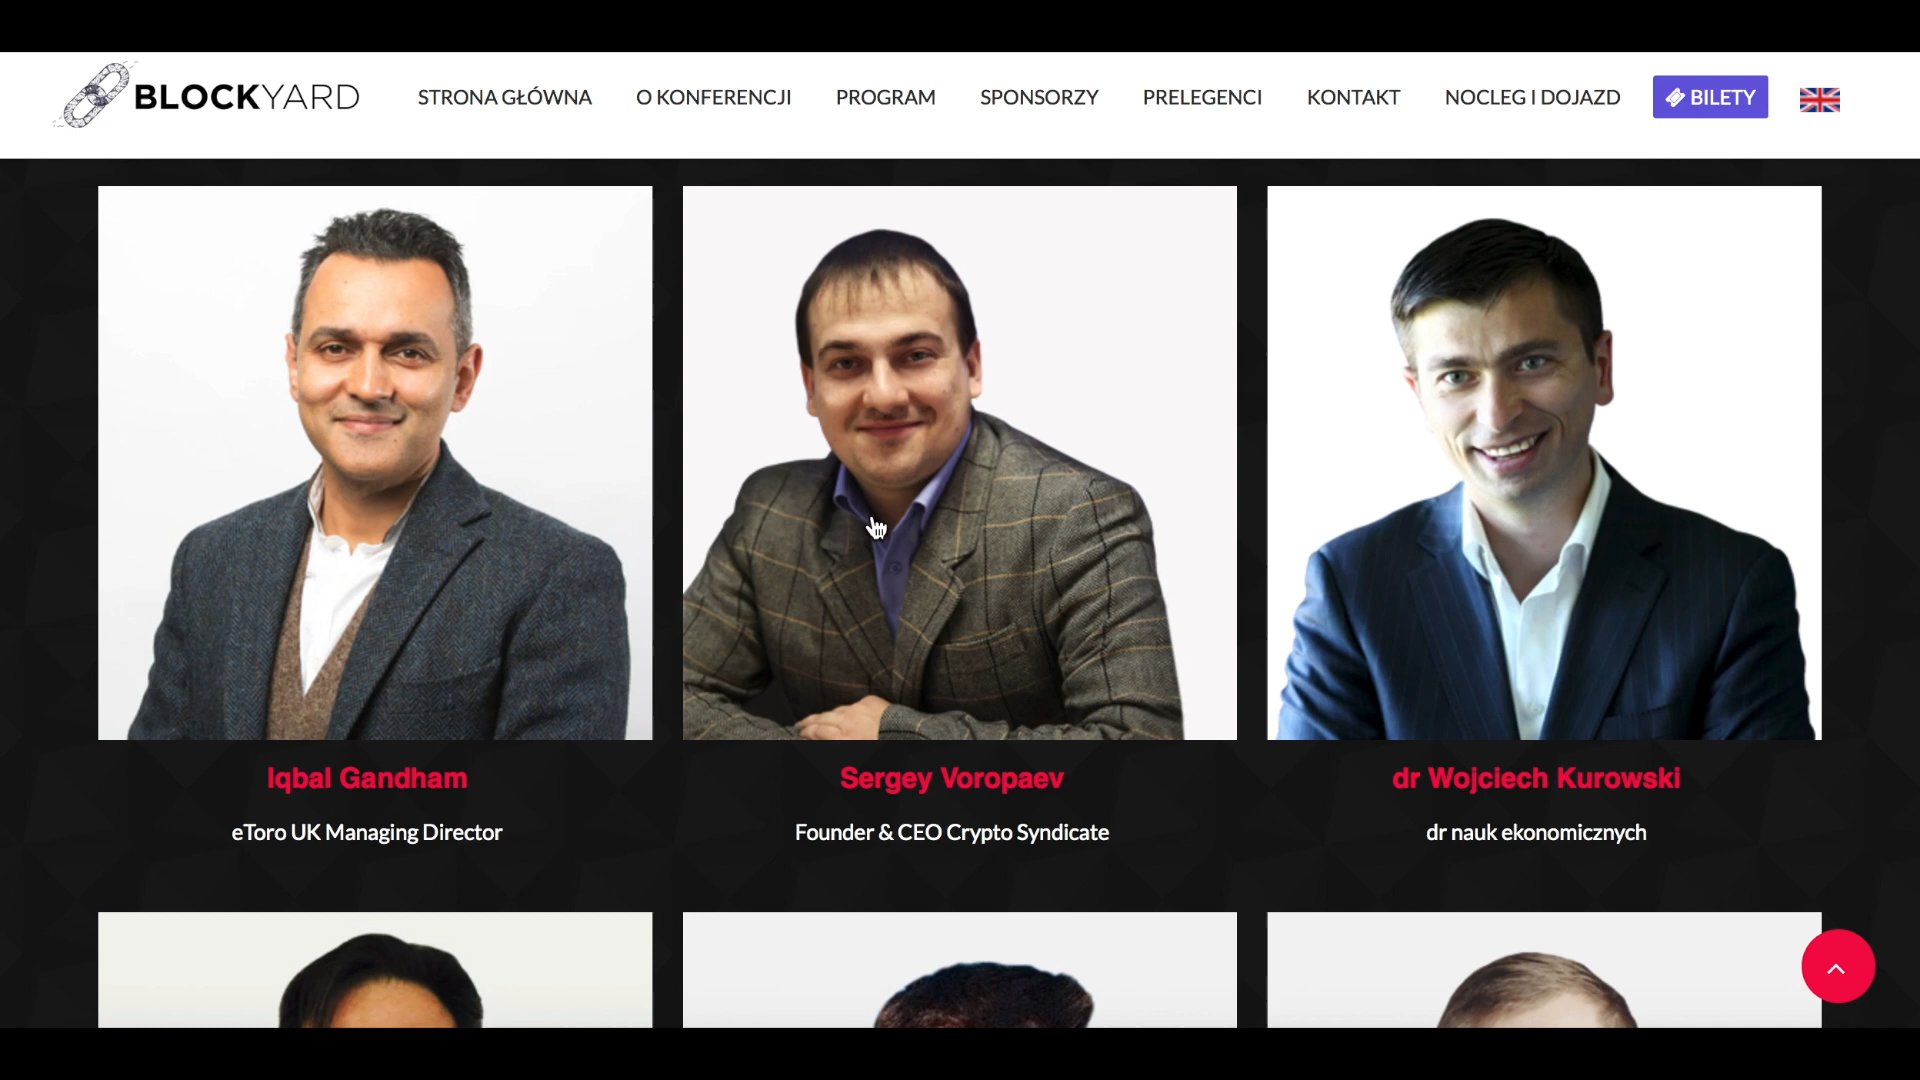 BLOCKYARD
STRONA GŁÓWNA
O KONFERENCJI
PROGRAM
SPONSORZY
PRELEGENCI
KONTAKT
NOCLEG I DOJAZD
BILETY
Iqbal Gandham
eToro UK Managing Director
Sergey Voropaev
Founder & CEO Crypto Syndicate
dr Wojciech Kurowski
dr nauk ekonomicznych